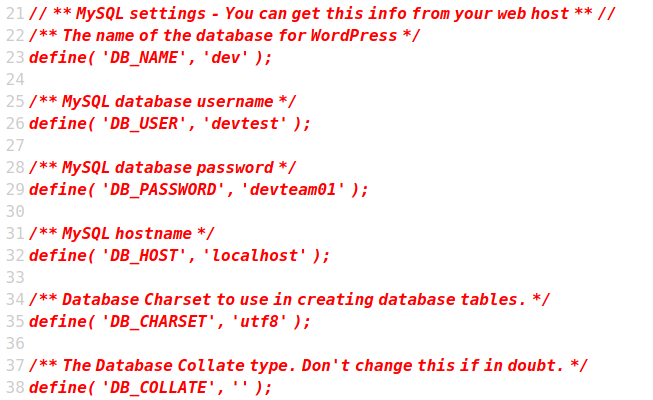 21 // ** MySQL settings - You can get this info from your web host ** //
22 /** The name of the database for WordPress */
23 define( 'DB_NAME', 'dev' );
24
25 /** MySQL database username */
26 define( 'DB_USER', 'devtest' );
27
28 /** MySQL database password */
29 define( 'DB_PASSWORD', 'devteam01' );
30
31 /** MySQL hostname */
32 define( 'DB_HOST', 'localhost' );
33
34 /** Database Charset to use in creating database tables. */
35 define( 'DB_CHARSET', 'utf8' );
36
37 /** The Database Collate type. Don't change this if in doubt. */
38 define( 'DB_COLLATE', '' );